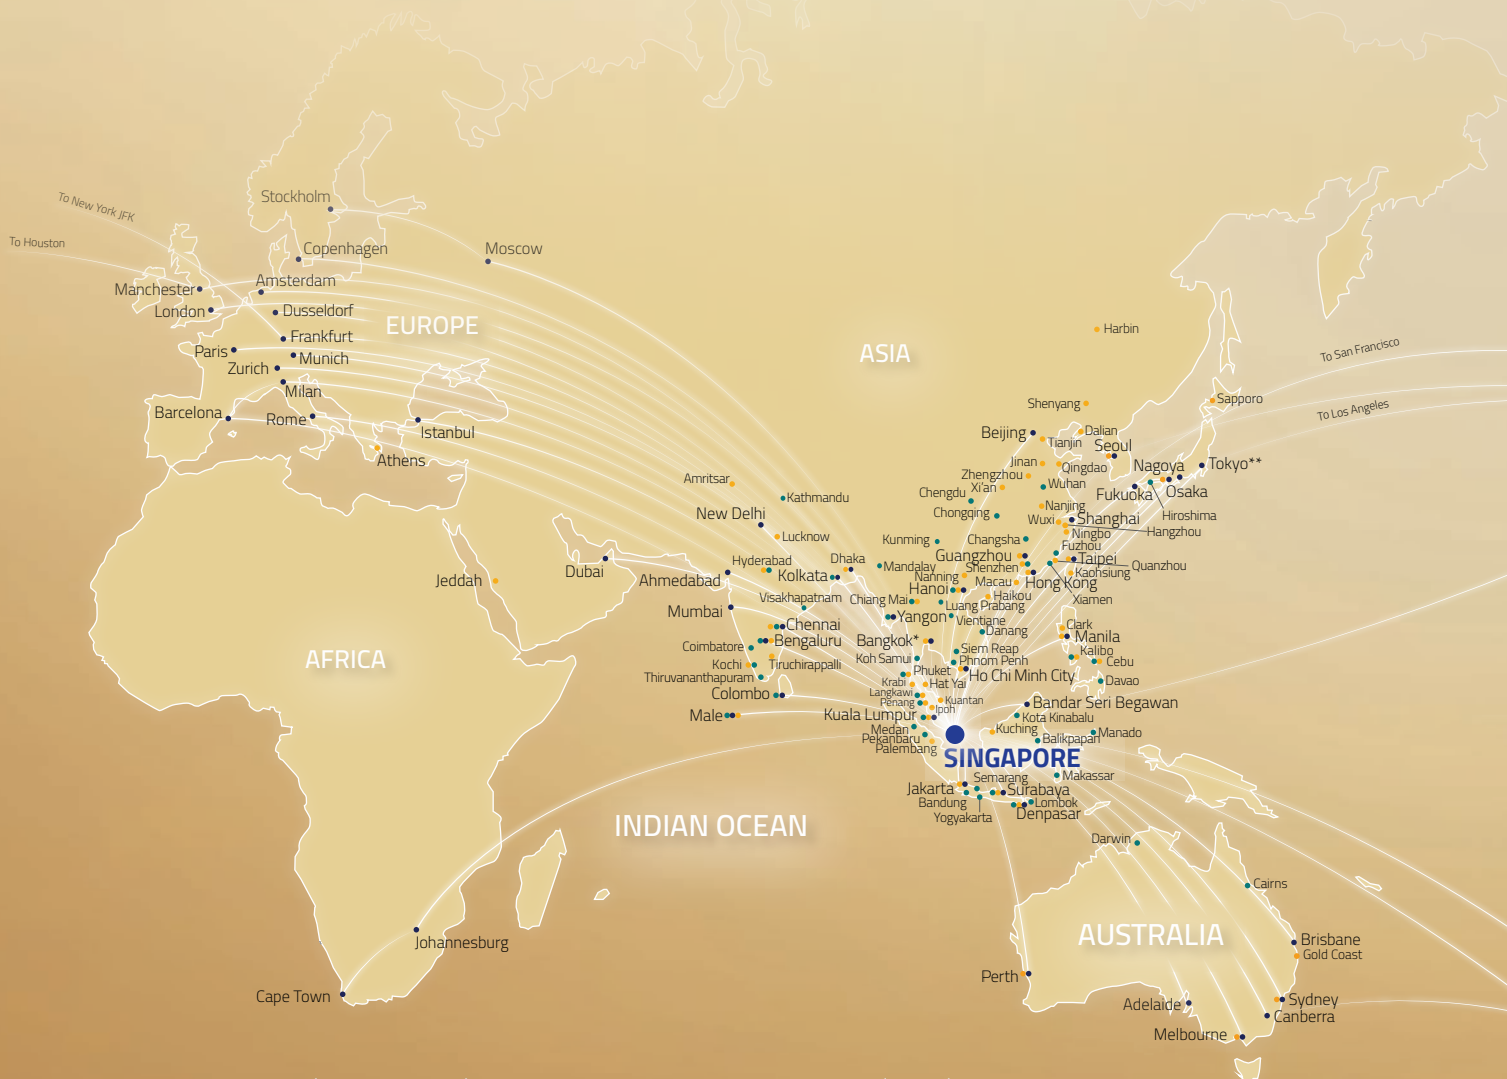 To New York JFK
To Houston
Stockholm
Copenhagen
Moscow
Amsterdam
Manchester
London
Dusseldorf
EUROPE
Frankfurt
Paris
Munich
Zurich
Milan
Barcelona
Rome
Istanbul
Athens
ASIA
Harbin
To San Francisco
To Los Angeles
Sapporo
Shenyang
Beijing
Dalian
Tianjin
Seoul
Jinan
Qingdao
Nagoya
Tokyo**
Zhengzhou
Xi'an
Wuhan
Fukuoka
Osaka
Chengdu
Chongqing
Nanjing
Hiroshima
Wuxi
Shanghai
Hangzhou
Ningbo
Amritsar
Kathmandu
New Delhi
Lucknow
Kunming
Changsha
Fuzhou
Guangzhou
Taipei
Quanzhou
Hyderabad
Dhaka
Mandalay
Shenzhen
Kaohsiung
Dubai
Jeddah
Ahmedabad
Kolkata
Nanning
Macau
Hong Kong
Hanoi
Haikou
Xiamen
Visakhapatnam
Chiang Mai
Luang Prabang
Mumbai
Yangon
Vientiane
Chennai
Danang
Clark
Manila
Bengaluru
Bangkok*
Coimbatore
Siem Reap
Kalibo
Koh Samui
Phnom Penh
Cebu
AFRICA
Kochi
Tiruchirappalli
Phuket
Ho Chi Minh City
Thiruvananthapuram
Krabi
Hat Yai
Davao
Colombo
Langkawi
Penang
Kuantan
Ipoh
Bandar Seri Begawan
Male
Kuala Lumpur
Kota Kinabalu
Medan
Kuching
Manado
Pekanbaru
Balikpapan
Palembang
SINGAPORE
Semarang
Makassar
Jakarta
Surabaya
Bandung
Lombok
Yogyakarta
Denpasar
INDIAN OCEAN
Darwin
Cairns
AUSTRALIA
Johannesburg
Brisbane
Gold Coast
Perth
Cape Town
Adelaide
Sydney
Canberra
Melbourne